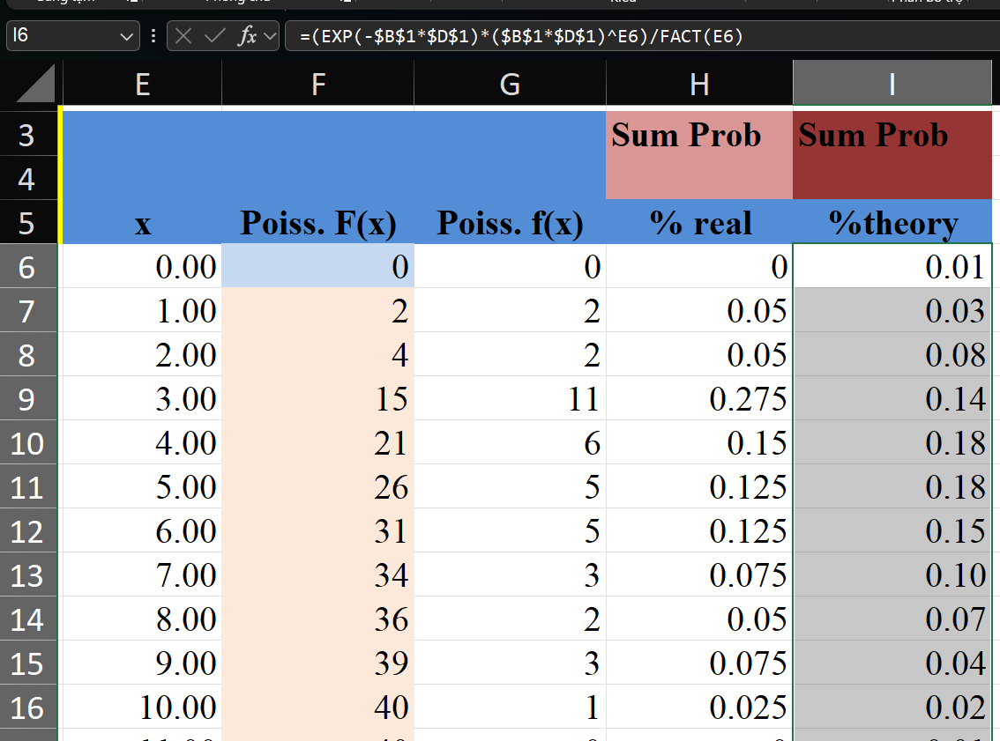 I6 fx =(EXP(-$B$1*$D$1)*($B$1*$D$1)^E6)/FACT(E6)
E F G H I
3 Sum Prob Sum Prob
4
5 x Poiss. F(x) Poiss. f(x) % real %theory
6 0.00 0 0 0 0.01
7 1.00 2 2 0.05 0.03
8 2.00 4 2 0.05 0.08
9 3.00 15 11 0.275 0.14
10 4.00 21 6 0.15 0.18
11 5.00 26 5 0.125 0.18
12 6.00 31 5 0.125 0.15
13 7.00 34 3 0.075 0.10
14 8.00 36 2 0.05 0.07
15 9.00 39 3 0.075 0.04
16 10.00 40 1 0.025 0.02